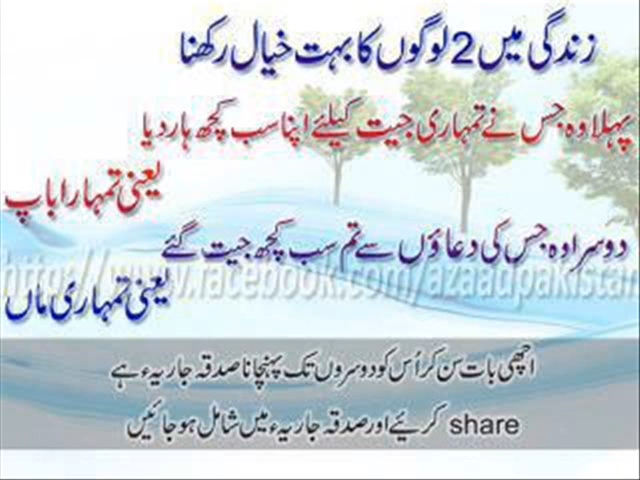 زندگی میں 2 لوگوں کا بہت خیال رکھنا
پہلا وہ جس نے تمہاری جیت کیلئے اپنا سب کچھ ہار دیا
یعنی تمہارا باپ
دوسرا وہ جس کی دعاؤں سے تم سب کچھ جیت گئے
http://www.facebook.com/azaadpakistan
یعنی تمہاری ماں
اچھی بات سن کر اُس کو دوسروں تک پہنچانا صدقہ جاریہء ہے
share کریئے اور صدقہ جاریہء میں شامل ہو جائیں